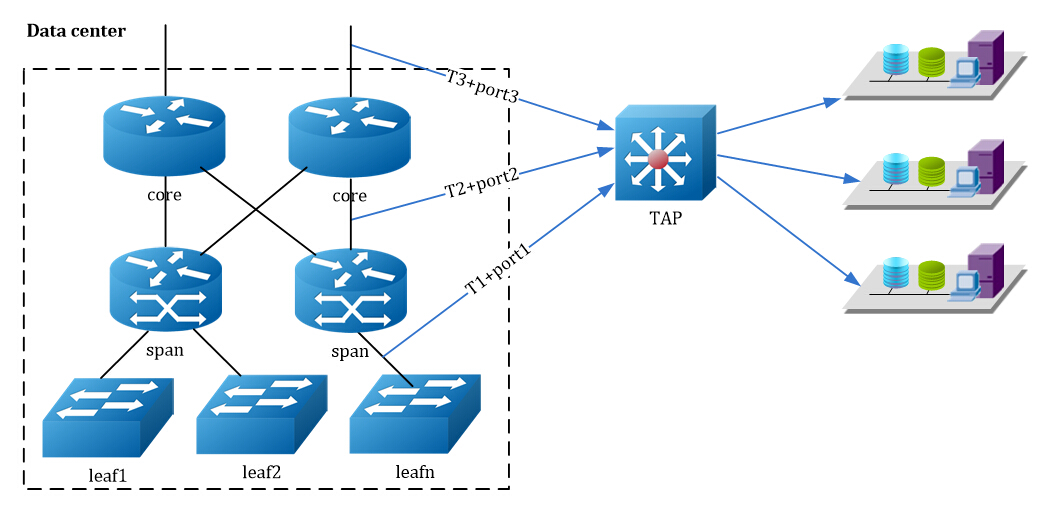 Data center
T3+port3
core
core
T2+port2
TAP
T1+port1
span
span
leaf1
leaf2
leafn